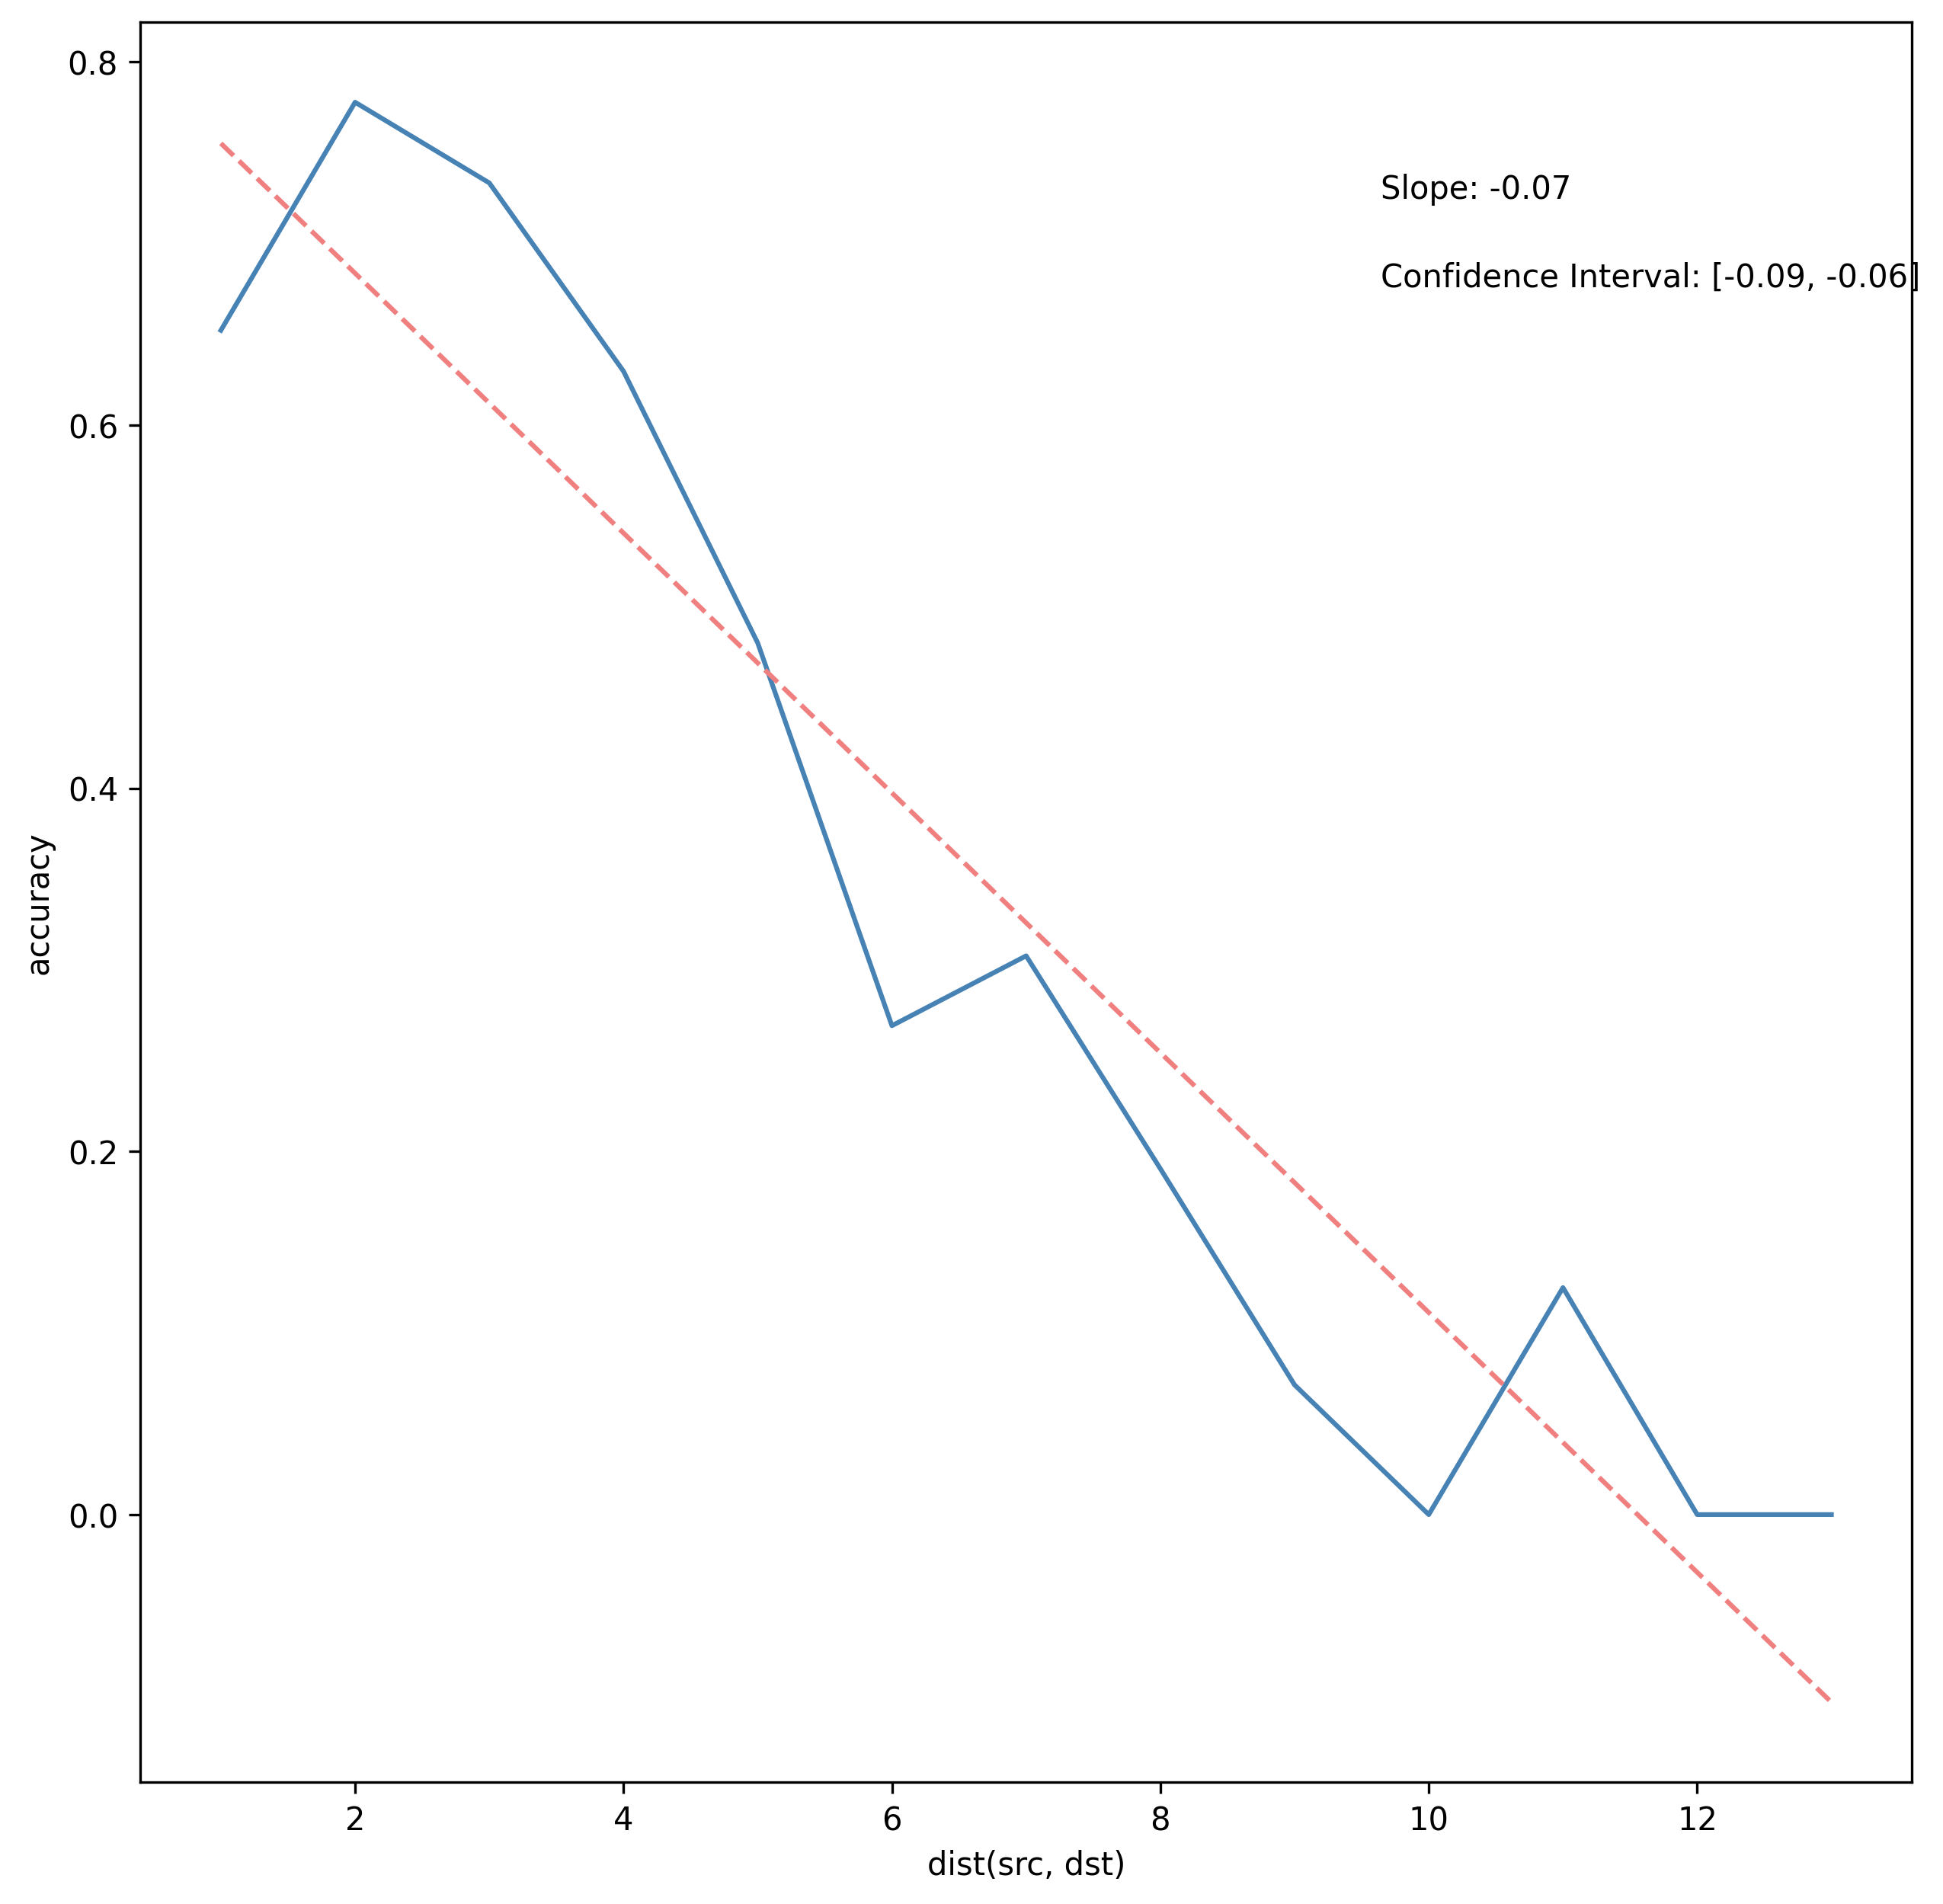 0.8
0.6
0.4
0.2
0.0
accuracy
Slope: -0.07
Confidence Interval: [-0.09, -0.06]
2 4 6 8 10 12
dist(src, dst)